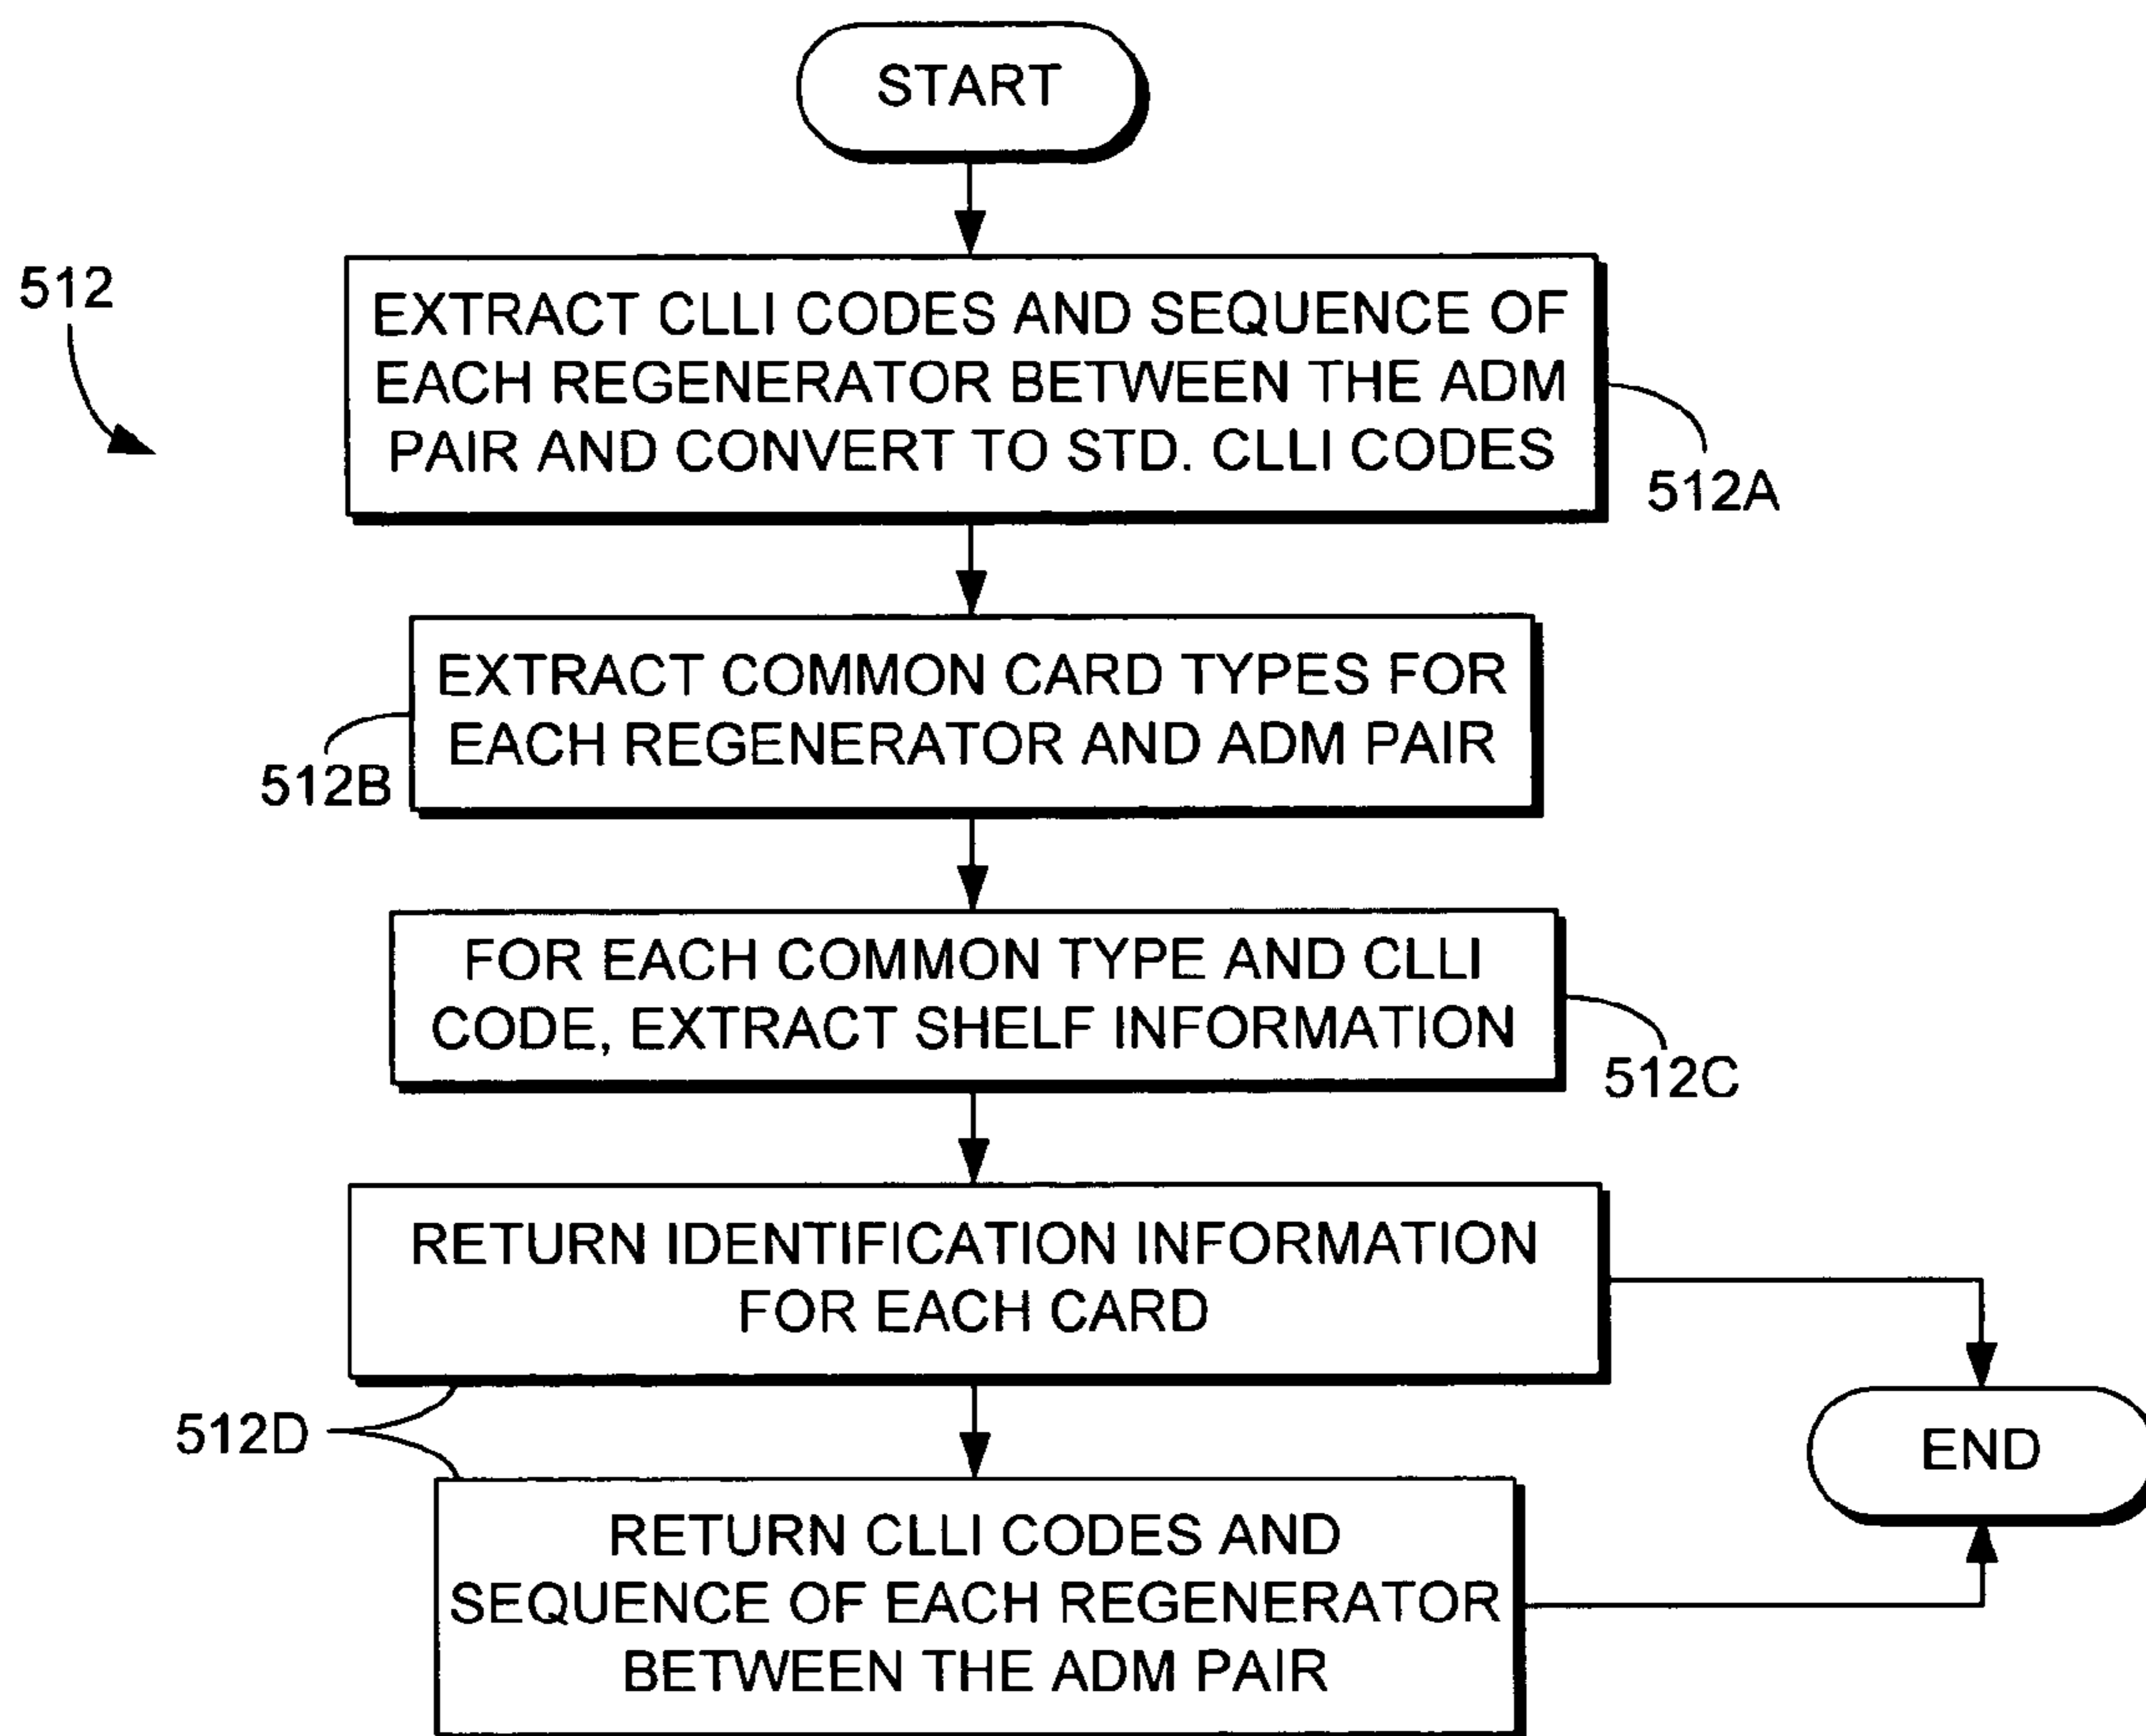 START
512
EXTRACT CLLI CODES AND SEQUENCE OF
EACH REGENERATOR BETWEEN THE ADM
PAIR AND CONVERT TO STD. CLLI CODES
512A
EXTRACT COMMON CARD TYPES FOR
EACH REGENERATOR AND ADM PAIR
512B
FOR EACH COMMON TYPE AND CLLI
CODE, EXTRACT SHELF INFORMATION
512C
RETURN IDENTIFICATION INFORMATION
FOR EACH CARD
512D
END
RETURN CLLI CODES AND
SEQUENCE OF EACH REGENERATOR
BETWEEN THE ADM PAIR